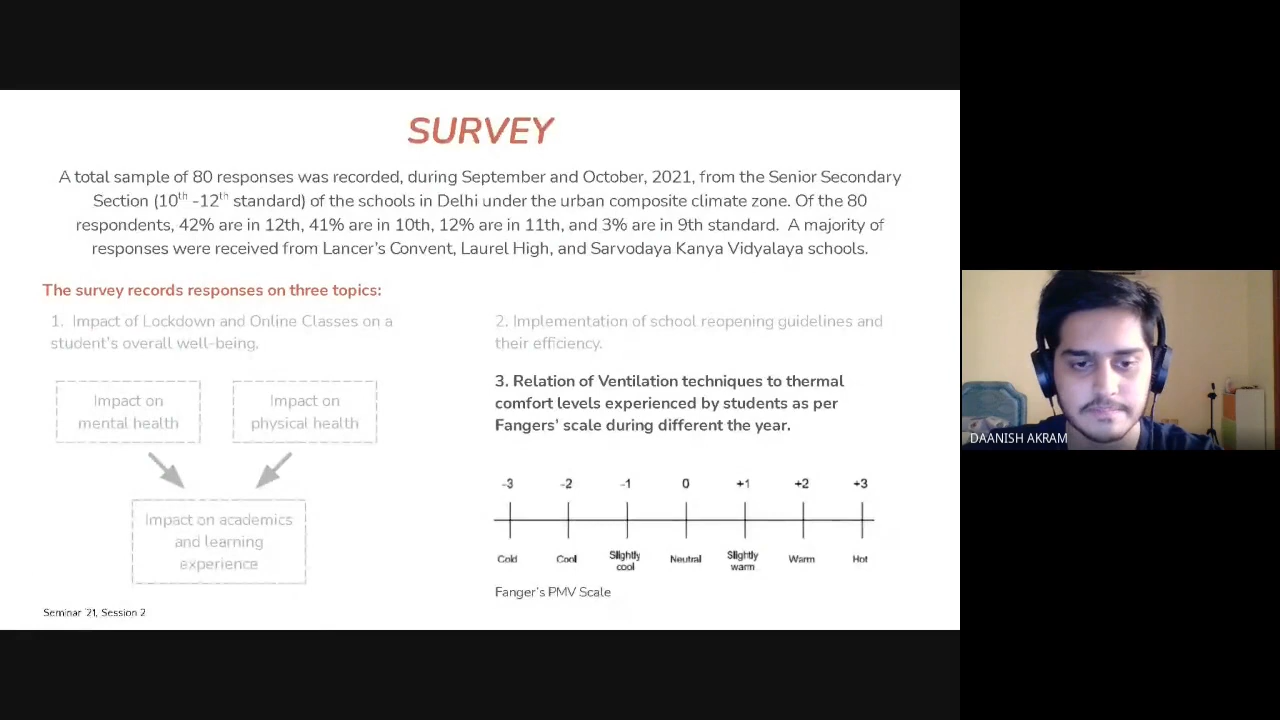 SURVEY
A total sample of 80 responses was recorded, during September and October, 2021, from the Senior Secondary
Section (10th -12th standard) of the schools in Delhi under the urban composite climate zone. Of the 80
respondents, 42% are in 12th, 41% are in 10th, 12% are in 11th, and 3% are in 9th standard. A majority of
responses were received from Lancer's Convent, Laurel High, and Sarvodaya Kanya Vidyalaya schools.
The survey records responses on three topics:
1. Impact of Lockdown and Online Classes on a
student's overall well-being.
Impact on
mental health
Impact on
physical health
Impact on academics
and learning
experience
2. Implementation of school reopening guidelines and
their efficiency.
3. Relation of Ventilation techniques to thermal
comfort levels experienced by students as per
Fangers' scale during different the year.
-3 -2 -1 0 +1 +2 +3
Cold Cool Slightly cool Neutral Slightly warm Warm Hot
Fanger's PMV Scale
Seminar '21, Session 2
DAANISH AKRAM